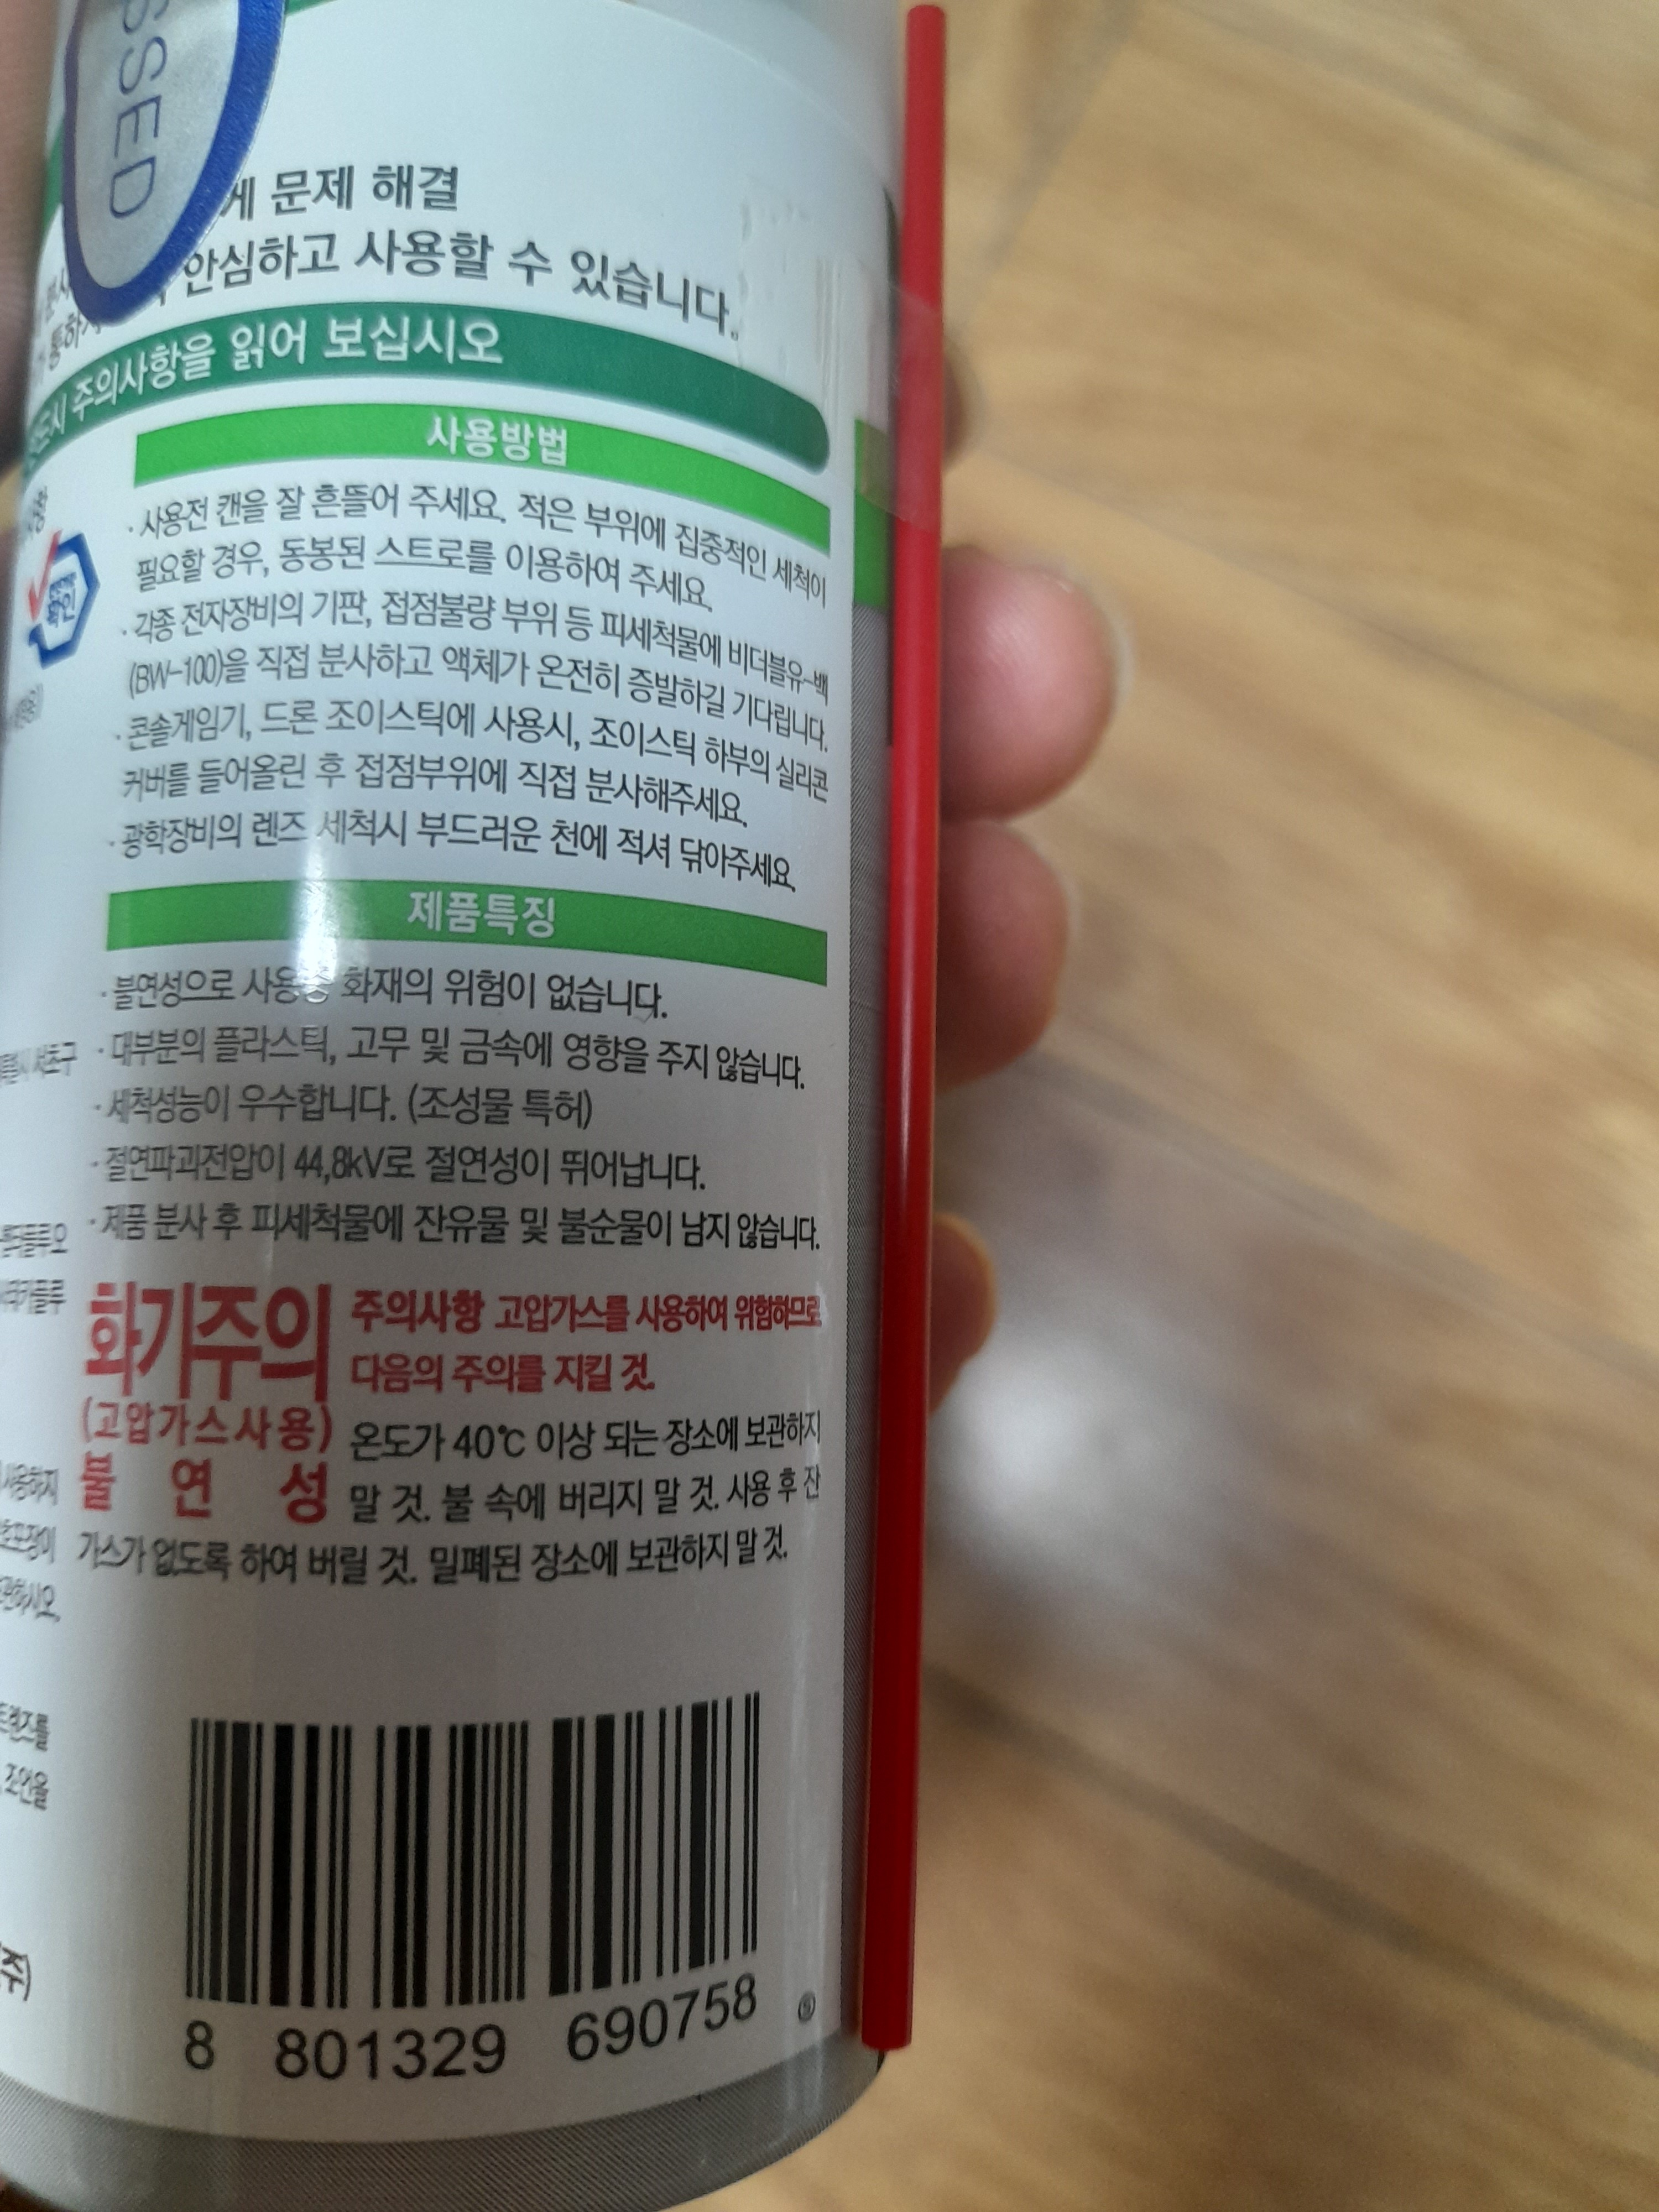 SSED
게 문제 해결
안심하고 사용할 수 있습니다.
주의사항을 읽어 보십시오
사용방법
· 사용전 캔을 잘 흔들어 주세요. 적은 부위에 집중적인 세척이
필요할 경우, 동봉된 스트로를 이용하여 주세요.
· 각종 전자장비의 기판, 접점불량 부위 등 피세척물에 비더블유-백
(BW-100)을 직접 분사하고 액체가 온전히 증발하길 기다립니다.
· 콘솔게임기, 드론 조이스틱에 사용시, 조이스틱 하부의 실리콘
커버를 들어올린 후 접점부위에 직접 분사해주세요.
· 광학장비의 렌즈 세척시 부드러운 천에 적셔 닦아주세요.
확인
제품특징
· 불연성으로 사용중 화재의 위험이 없습니다.
· 대부분의 플라스틱, 고무 및 금속에 영향을 주지 않습니다.
· 세척성능이 우수합니다. (조성물 특허)
· 절연파괴전압이 44,8kV로 절연성이 뛰어납니다.
· 제품 분사 후 피세척물에 잔유물 및 불순물이 남지 않습니다.
서초구
화기주의
(고압가스사용)
불 연 성
주의사항 고압가스를 사용하여 위험하므로
다음의 주의를 지킬 것.
온도가 40℃ 이상 되는 장소에 보관하지
말 것. 불 속에 버리지 말 것. 사용 후 잔
가스가 없도록 하여 버릴 것. 밀폐된 장소에 보관하지 말 것.
렌즈를
조언을
(주)
8 801329 690758